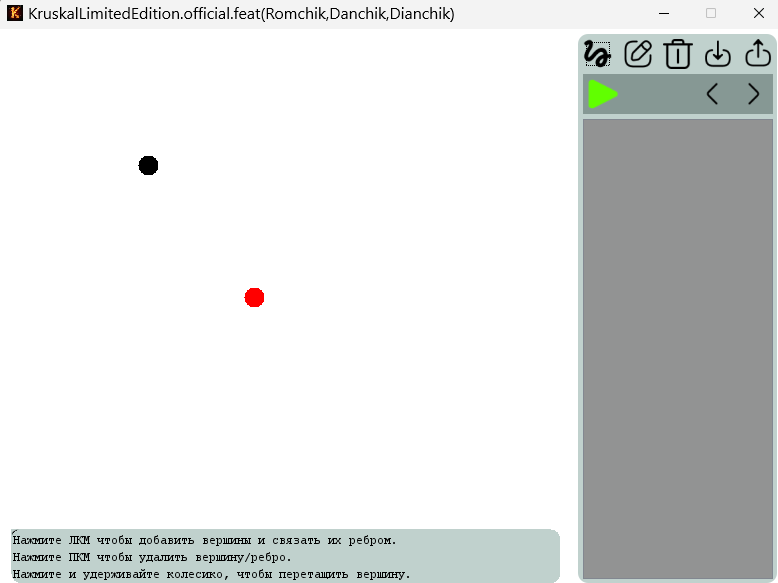 KruskalLimitedEdition.official.feat(Romchik,Danchik,Dianchik)
Нажмите ЛКМ чтобы добавить вершины и связать их ребром.
Нажмите ПКМ чтобы удалить вершину/ребро.
Нажмите и удерживайте колесико, чтобы перетащить вершину.